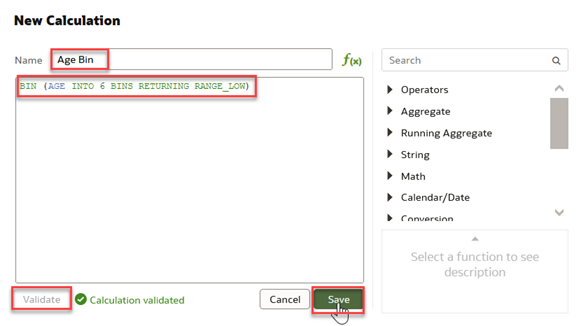 New Calculation
Name Age Bin f(x)
BIN (AGE INTO 6 BINS RETURNING RANGE_LOW)
Search
Operators
Aggregate
Running Aggregate
String
Math
Calendar/Date
Conversion
Select a function to see
description
Validate Calculation validated Cancel Save